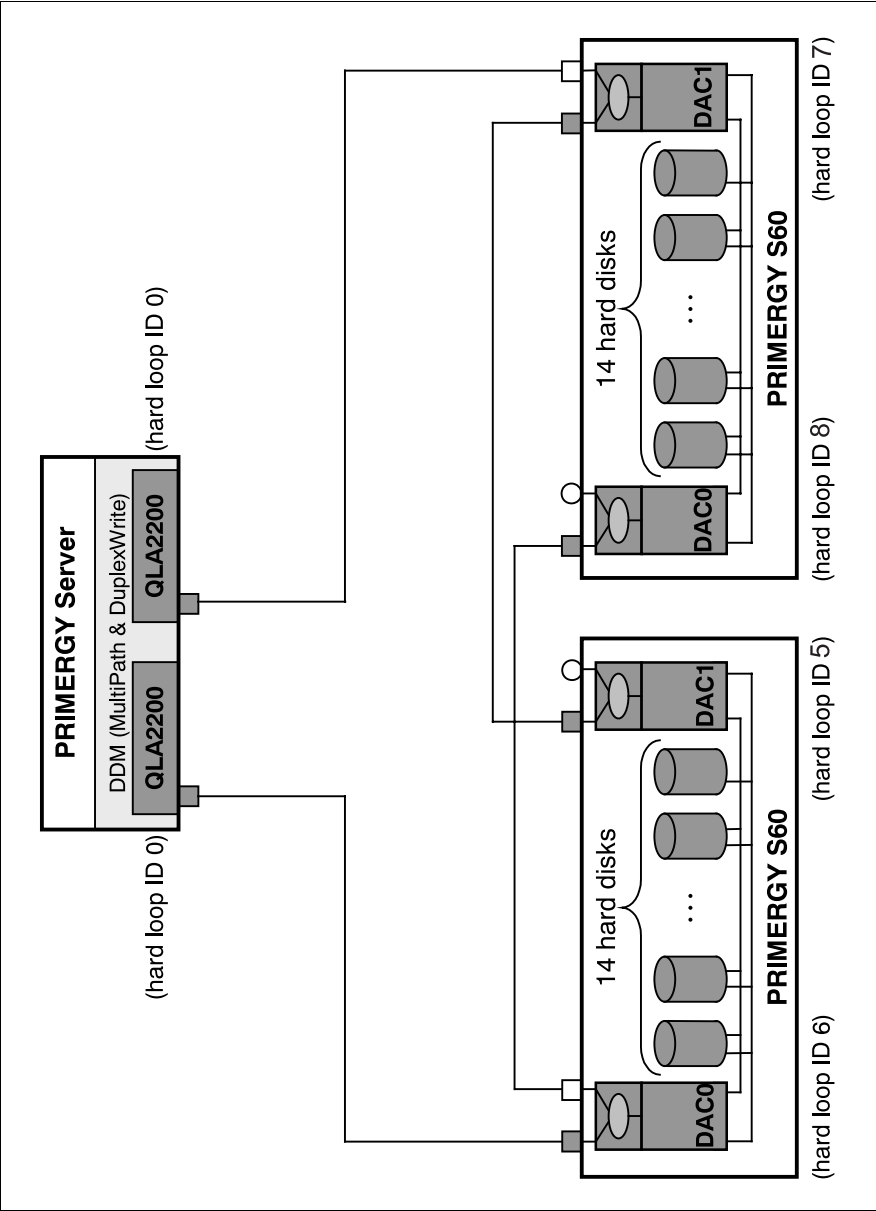 PRIMERGY Server
DDM (MultiPath & DuplexWrite)
QLA2200
QLA2200
(hard loop ID 0)
(hard loop ID 0)
14 hard disks
14 hard disks
...
...
DAC0
DAC1
DAC0
DAC1
PRIMERGY S60
PRIMERGY S60
(hard loop ID 6)
(hard loop ID 5)
(hard loop ID 8)
(hard loop ID 7)